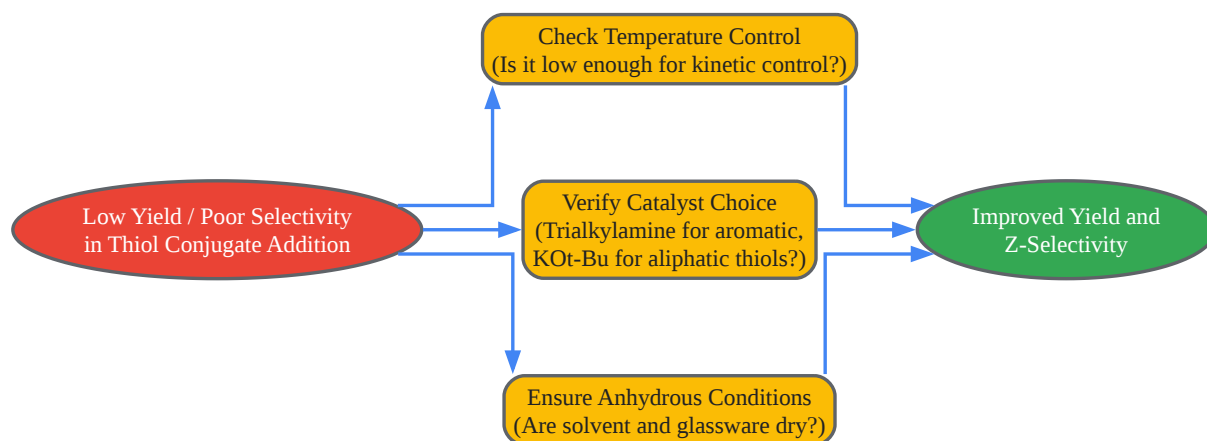 Check Temperature Control
(Is it low enough for kinetic control?)
Low Yield / Poor Selectivity
in Thiol Conjugate Addition
Verify Catalyst Choice
(Trialkylamine for aromatic,
KOt-Bu for aliphatic thiols?)
Improved Yield and
Z-Selectivity
Ensure Anhydrous Conditions
(Are solvent and glassware dry?)